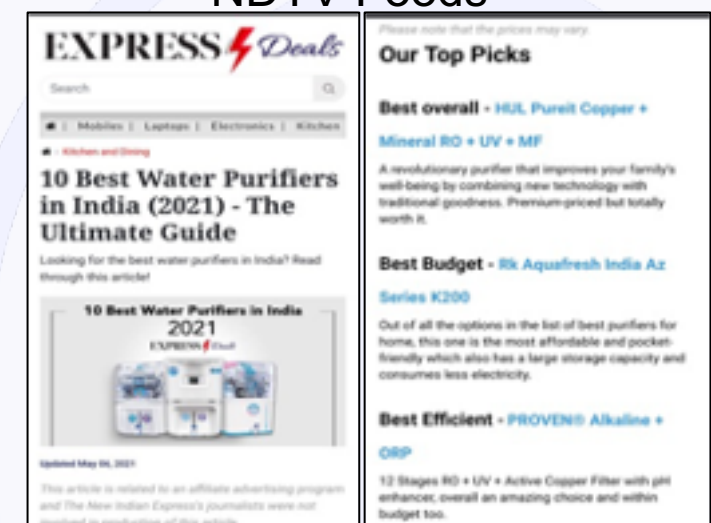 NDTV Foods
EXPRESS Deals
Search
Mobiles | Laptops | Electronics | Kitchen
Kitchen and Dining
10 Best Water Purifiers
in India (2021) - The
Ultimate Guide
Looking for the best water purifiers in India? Read
through this article!
10 Best Water Purifiers in India
2021
EXPRESS Deals
Updated May 04, 2021
This article is related to an affiliate advertising program
and The New Indian Express's journalists were not
involved in production of this article.
Please note that the prices may vary.
Our Top Picks
Best overall - HUL Pureit Copper +
Mineral RO + UV + MF
A revolutionary purifier that improves your family's
well-being by combining new technology with
traditional goodness. Premium-priced but totally
worth it.
Best Budget - Rk Aquafresh India Az
Series K200
Out of all the options in the list of best purifiers for
home, this one is the most affordable and pocket-
friendly which also has a large storage capacity and
consumes less electricity.
Best Efficient - PROVEN® Alkaline +
ORP
12 Stages RO + UV + Active Copper Filter with pH
enhancer, overall an amazing choice and within
budget too.